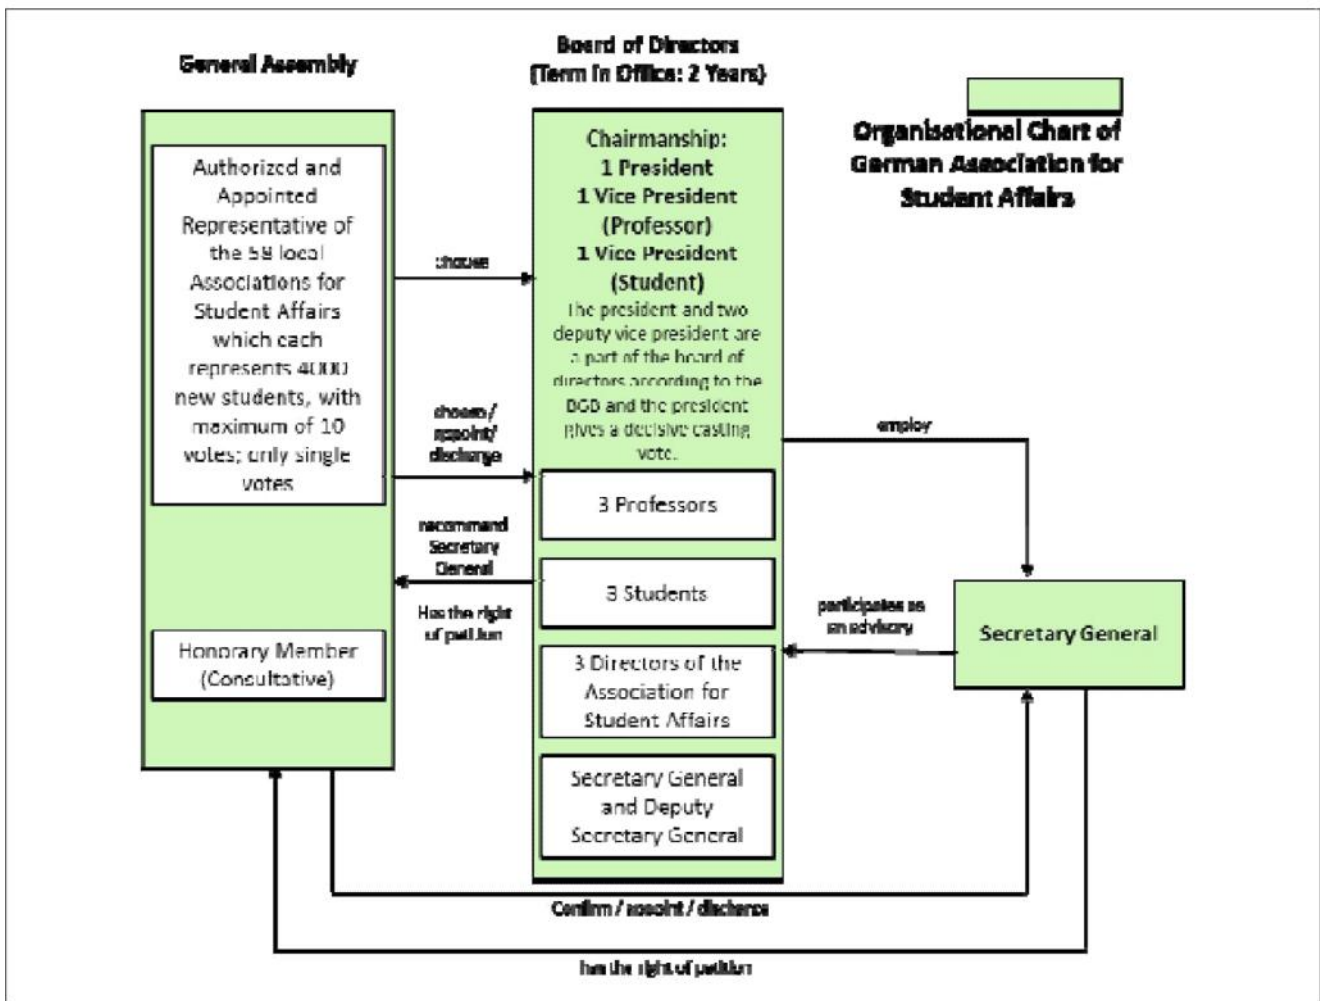 General Assembly
Authorized and
Appointed
Representative of
the 58 local
Associations for
Student Affairs
which each
represents 4000
new students, with
maximum of 10
votes; only single
votes
Honorary Member
(Consultative)
choose
choose /
appoint/
discharge
recommend
Secretary
General
Has the right
of petition
Board of Directors
(Term in Office: 2 Years)
Chairmanship:
1 President
1 Vice President
(Professor)
1 Vice President
(Student)
The president and two
deputy vice president are
a part of the board of
directors according to the
BGB and the president
gives a decisive casting
vote.
3 Professors
3 Students
3 Directors of the
Association for
Student Affairs
Secretary General
and Deputy
Secretary General
Organisational Chart of
German Association for
Student Affairs
employ
participates as
an advisory
Secretary General
Confirm / appoint / discharge
has the right of petition